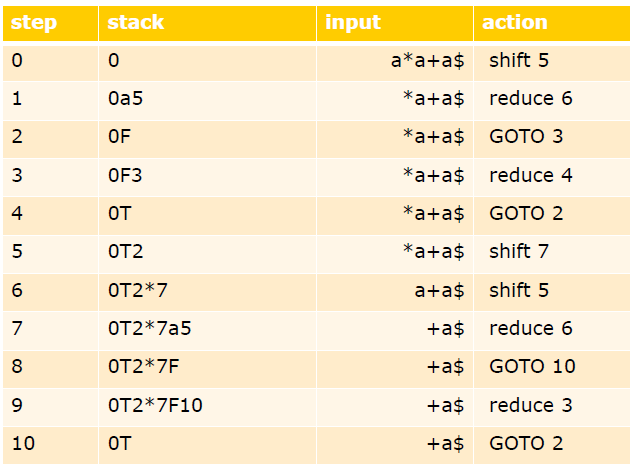 step stack input action
0 0 a*a+a$ shift 5
1 0a5 *a+a$ reduce 6
2 0F *a+a$ GOTO 3
3 0F3 *a+a$ reduce 4
4 0T *a+a$ GOTO 2
5 0T2 *a+a$ shift 7
6 0T2*7 a+a$ shift 5
7 0T2*7a5 +a$ reduce 6
8 0T2*7F +a$ GOTO 10
9 0T2*7F10 +a$ reduce 3
10 0T +a$ GOTO 2